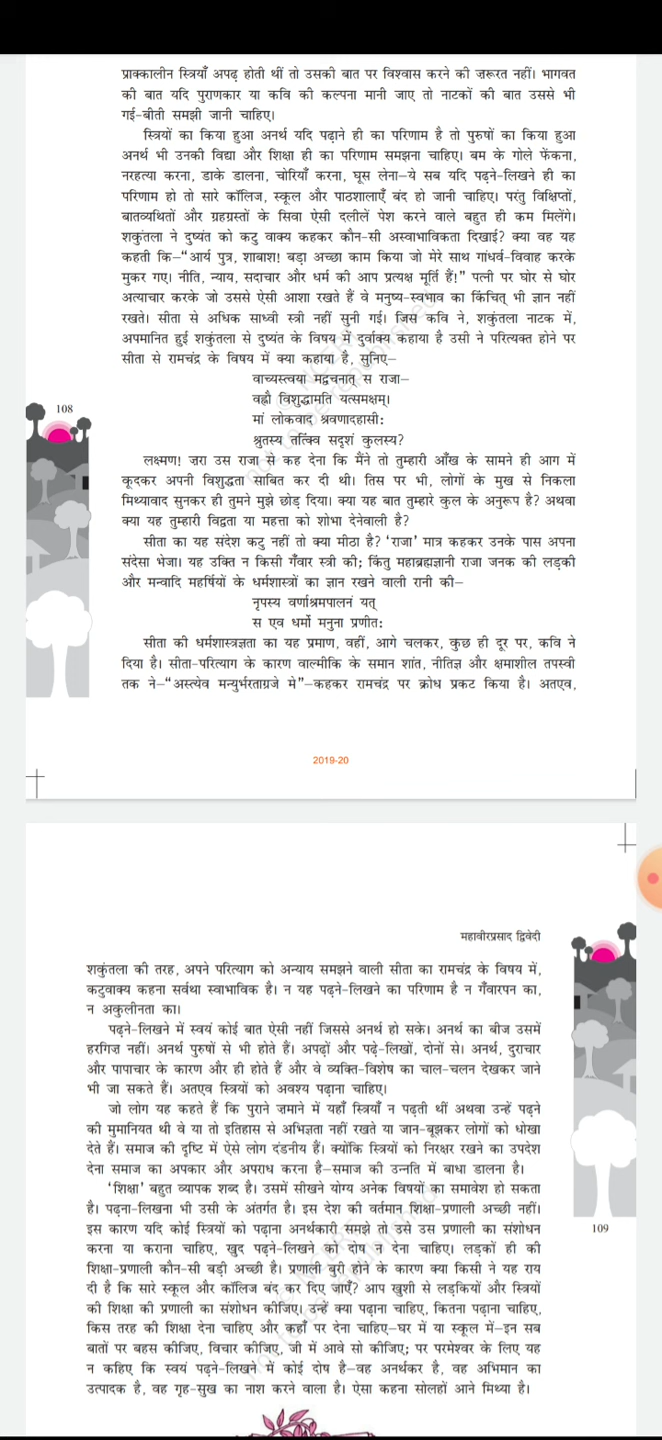 प्राक्कालीन स्त्रियाँ अपढ़ होती थीं तो उसकी बात पर विश्वास करने की ज़रूरत नहीं। भागवत
की बात यदि पुराणकार या कवि की कल्पना मानी जाए तो नाटकों की बात उससे भी
गई-बीती समझी जानी चाहिए।
स्त्रियों का किया हुआ अनर्थ यदि पढ़ाने ही का परिणाम है तो पुरुषों का किया हुआ
अनर्थ भी उनकी विद्या और शिक्षा ही का परिणाम समझना चाहिए। बम के गोले फेंकना,
नरहत्या करना, डाके डालना, चोरियाँ करना, घूस लेना–ये सब यदि पढ़ने-लिखने ही का
परिणाम हो तो सारे कॉलिज, स्कूल और पाठशालाएँ बंद हो जानी चाहिए। परंतु विक्षिप्तों,
बातव्यथितों और ग्रहग्रस्तों के सिवा ऐसी दलीलें पेश करने वाले बहुत ही कम मिलेंगे।
शकुंतला ने दुष्यंत को कटु वाक्य कहकर कौन-सी अस्वाभाविकता दिखाई? क्या वह यह
कहती कि–“आर्य पुत्र, शाबाश! बड़ा अच्छा काम किया जो मेरे साथ गांधर्व-विवाह करके
मुकर गए। नीति, न्याय, सदाचार और धर्म की आप प्रत्यक्ष मूर्ति हैं!” पत्नी पर घोर से घोर
अत्याचार करके जो उससे ऐसी आशा रखते हैं वे मनुष्य-स्वभाव का किंचित् भी ज्ञान नहीं
रखते। सीता से अधिक साध्वी स्त्री नहीं सुनी गई। जिस कवि ने, शकुंतला नाटक में,
अपमानित हुई शकुंतला से दुष्यंत के विषय में दुर्वाक्य कहाया है उसी ने परित्यक्त होने पर
सीता से रामचंद्र के विषय में क्या कहाया है, सुनिए–
वाच्यस्त्वया मद्वचनात् स राजा–
वह्नौ विशुद्धामति यत्समक्षम्।
मां लोकवाद श्रवणादहासीः
श्रुतस्य तत्किंव सदृशं कुलस्य?
108
लक्ष्मण! ज़रा उस राजा से कह देना कि मैंने तो तुम्हारी आँख के सामने ही आग में
कूदकर अपनी विशुद्धता साबित कर दी थी। तिस पर भी, लोगों के मुख से निकला
मिथ्यावाद सुनकर ही तुमने मुझे छोड़ दिया। क्या यह बात तुम्हारे कुल के अनुरूप है? अथवा
क्या यह तुम्हारी विद्वता या महत्ता को शोभा देनेवाली है?
सीता का यह संदेश कटु नहीं तो क्या मीठा है? ‘राजा’ मात्र कहकर उनके पास अपना
संदेसा भेजा। यह उक्ति न किसी गँवार स्त्री की; किंतु महाब्रह्मज्ञानी राजा जनक की लड़की
और मन्वादि महर्षियों के धर्मशास्त्रों का ज्ञान रखने वाली रानी की–
नृपस्य वर्णाश्रमपालनं यत्
स एव धर्मो मनुना प्रणीतः
सीता की धर्मशास्त्रज्ञता का यह प्रमाण, वहीं, आगे चलकर, कुछ ही दूर पर, कवि ने
दिया है। सीता-परित्याग के कारण वाल्मीकि के समान शांत, नीतिज्ञ और क्षमाशील तपस्वी
तक ने–“अस्त्येव मन्युर्भरताग्रजे मे”–कहकर रामचंद्र पर क्रोध प्रकट किया है। अतएव,
2019-20
महावीरप्रसाद द्विवेदी
शकुंतला की तरह, अपने परित्याग को अन्याय समझने वाली सीता का रामचंद्र के विषय में,
कटुवाक्य कहना सर्वथा स्वाभाविक है। न यह पढ़ने-लिखने का परिणाम है न गँवारपन का,
न अकुलीनता का।
पढ़ने-लिखने में स्वयं कोई बात ऐसी नहीं जिससे अनर्थ हो सके। अनर्थ का बीज उसमें
हरगिज़ नहीं। अनर्थ पुरुषों से भी होते हैं। अपढ़ों और पढ़े-लिखों, दोनों से। अनर्थ, दुराचार
और पापाचार के कारण और ही होते हैं और वे व्यक्ति-विशेष का चाल-चलन देखकर जाने
भी जा सकते हैं। अतएव स्त्रियों को अवश्य पढ़ाना चाहिए।
जो लोग यह कहते हैं कि पुराने ज़माने में यहाँ स्त्रियाँ न पढ़ती थीं अथवा उन्हें पढ़ने
की मुमानियत थी वे या तो इतिहास से अभिज्ञता नहीं रखते या जान-बूझकर लोगों को धोखा
देते हैं। समाज की दृष्टि में ऐसे लोग दंडनीय हैं। क्योंकि स्त्रियों को निरक्षर रखने का उपदेश
देना समाज का अपकार और अपराध करना है–समाज की उन्नति में बाधा डालना है।
‘शिक्षा’ बहुत व्यापक शब्द है। उसमें सीखने योग्य अनेक विषयों का समावेश हो सकता
है। पढ़ना-लिखना भी उसी के अंतर्गत है। इस देश की वर्तमान शिक्षा-प्रणाली अच्छी नहीं।
इस कारण यदि कोई स्त्रियों को पढ़ाना अनर्थकारी समझे तो उसे उस प्रणाली का संशोधन
करना या कराना चाहिए, खुद पढ़ने-लिखने को दोष न देना चाहिए। लड़कों ही की
शिक्षा-प्रणाली कौन-सी बड़ी अच्छी है। प्रणाली बुरी होने के कारण क्या किसी ने यह राय
दी है कि सारे स्कूल और कॉलिज बंद कर दिए जाएँ? आप खुशी से लड़कियों और स्त्रियों
की शिक्षा की प्रणाली का संशोधन कीजिए। उन्हें क्या पढ़ाना चाहिए, कितना पढ़ाना चाहिए,
किस तरह की शिक्षा देना चाहिए और कहाँ पर देना चाहिए–घर में या स्कूल में–इन सब
बातों पर बहस कीजिए, विचार कीजिए, जी में आवे सो कीजिए; पर परमेश्वर के लिए यह
न कहिए कि स्वयं पढ़ने-लिखने में कोई दोष है–वह अनर्थकर है, वह अभिमान का
उत्पादक है, वह गृह-सुख का नाश करने वाला है। ऐसा कहना सोलहों आने मिथ्या है।
109